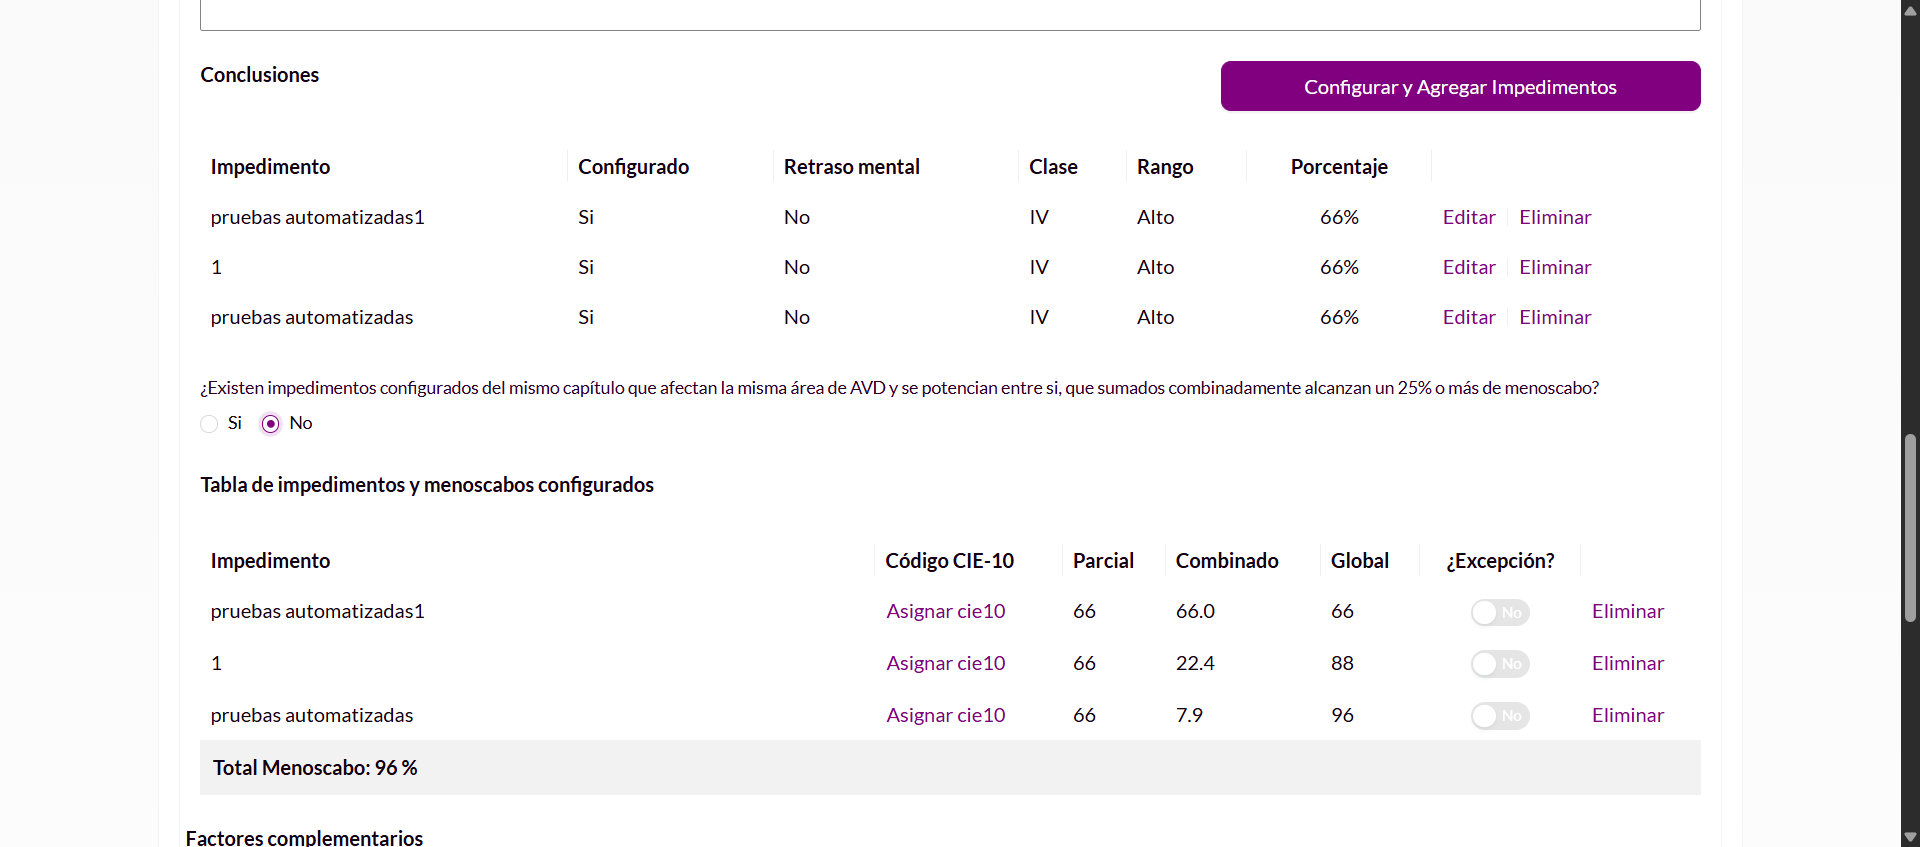 Conclusiones
Configurar y Agregar Impedimentos
Impedimento Configurado Retraso mental Clase Rango Porcentaje
pruebas automatizadas1 Si No IV Alto 66% Editar Eliminar
1 Si No IV Alto 66% Editar Eliminar
pruebas automatizadas Si No IV Alto 66% Editar Eliminar
¿Existen impedimentos configurados del mismo capítulo que afectan la misma área de AVD y se potencian entre si, que sumados combinadamente alcanzan un 25% o más de menoscabo?
Si No
Tabla de impedimentos y menoscabos configurados
Impedimento Código CIE-10 Parcial Combinado Global ¿Excepción?
pruebas automatizadas1 Asignar cie10 66 66.0 66 No Eliminar
1 Asignar cie10 66 22.4 88 No Eliminar
pruebas automatizadas Asignar cie10 66 7.9 96 No Eliminar
Total Menoscabo: 96 %
Factores complementarios